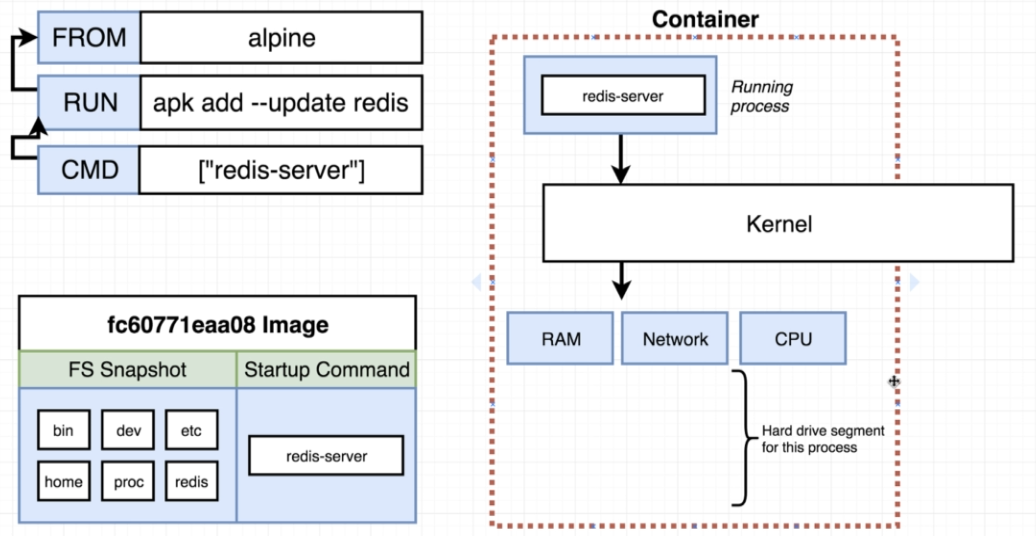 FROM alpine
RUN apk add --update redis
CMD ["redis-server"]
fc60771eaa08 Image
FS Snapshot Startup Command
bin dev etc
home proc redis
redis-server
Container
redis-server
Running
process
Kernel
RAM Network CPU
Hard drive segment
for this process